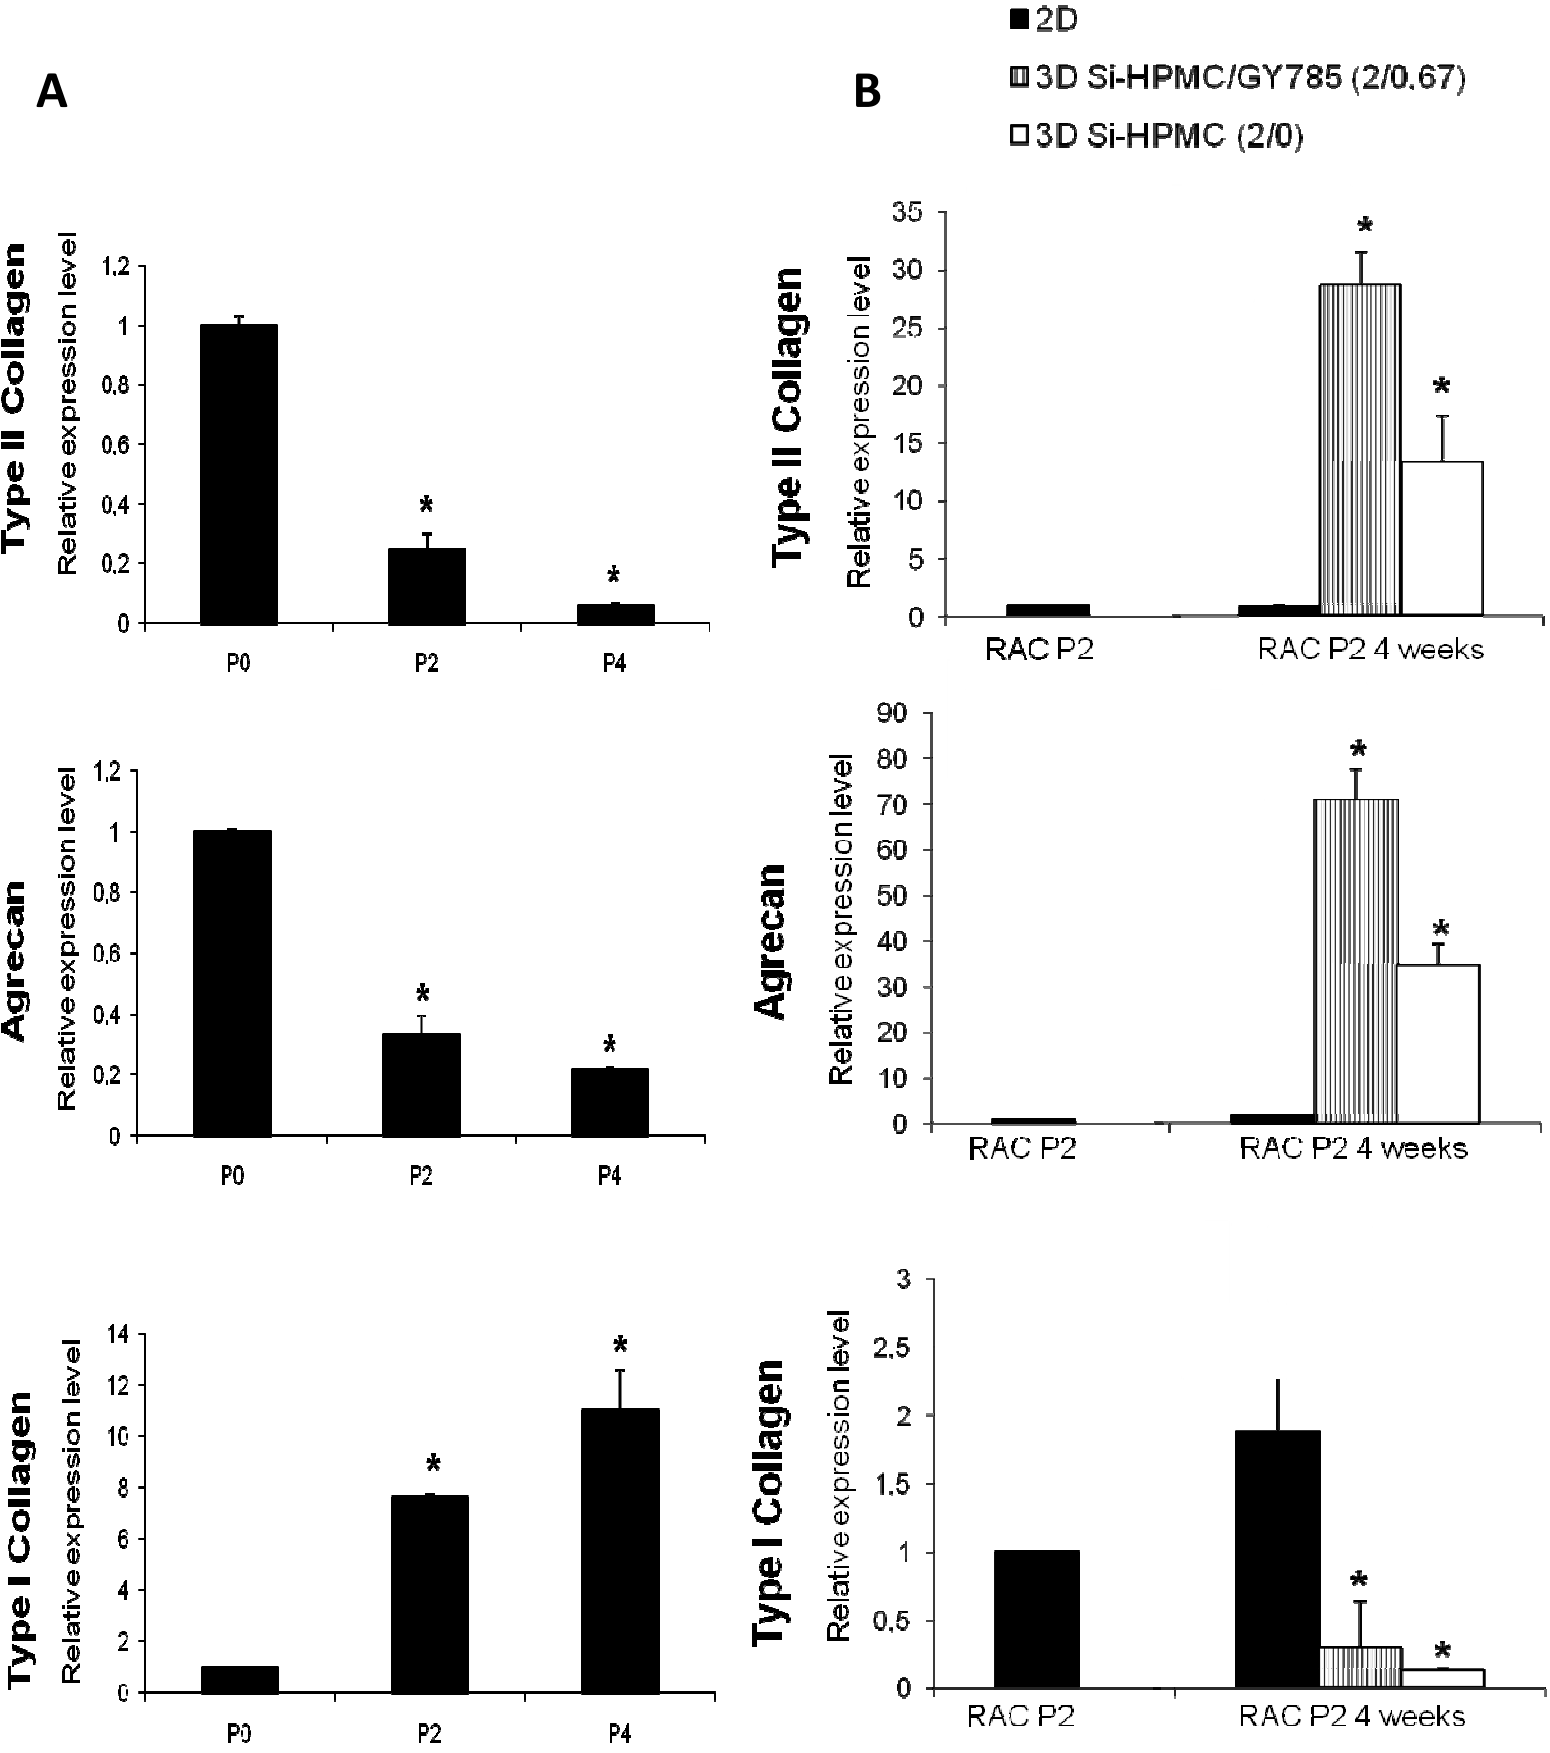 A
B
2D
3D Si-HPMC/GY785 (2/0.67)
3D Si-HPMC (2/0)
Type II Collagen
Relative expression level
1,2
1
0,8
0,6
0,4
0,2
0
*
*
P0 P2 P4
Type II Collagen
Relative expression level
35
30
25
20
15
10
5
0
*
*
RAC P2 RAC P2 4 weeks
Agrecan
Relative expression level
1,2
1
0,8
0,6
0,4
0,2
0
*
*
P0 P2 P4
Agrecan
Relative expression level
90
80
70
60
50
40
30
20
10
0
*
*
RAC P2 RAC P2 4 weeks
Type I Collagen
Relative expression level
14
12
10
8
6
4
2
0
*
*
P0 P2 P4
Type I Collagen
Relative expression level
3
2.5
2
1.5
1
0.5
0
*
*
RAC P2 RAC P2 4 weeks